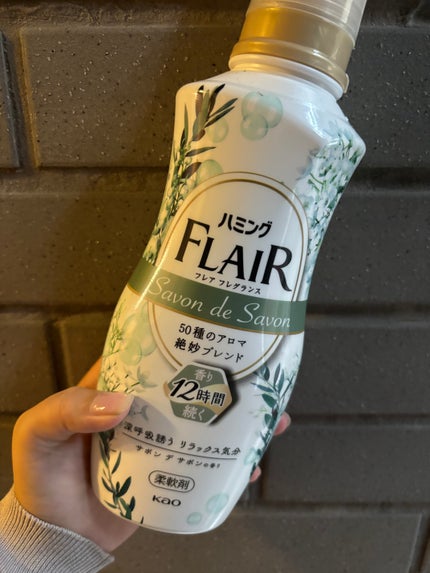 ハミング
FLAIR
フレア フレグランス
Savon de Savon
50種のアロマ
絶妙ブレンド
香り
12時間
続く
深呼吸誘う リラックス気分
サボン デ サボンの香り
柔軟剤
Kao